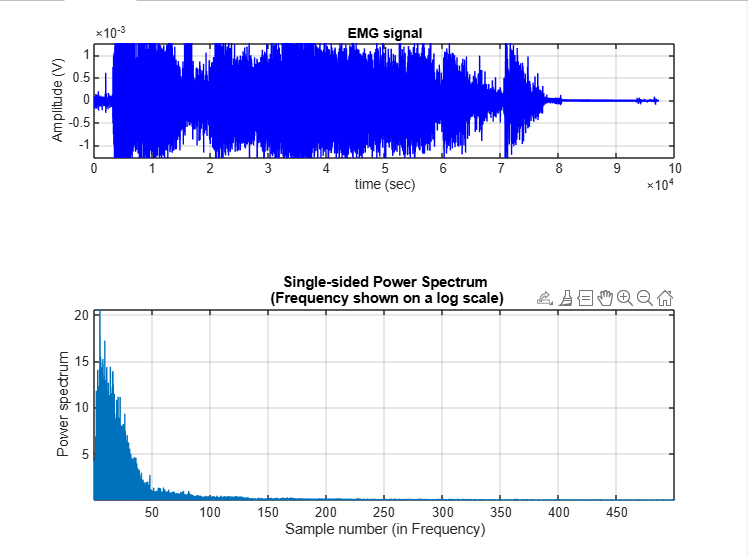 EMG signal
×10⁻³
1
0.5
0
-0.5
-1
Amplitude (V)
0 1 2 3 4 5 6 7 8 9 10
time (sec)
×10⁴
Single-sided Power Spectrum
(Frequency shown on a log scale)
20
15
10
5
Power spectrum
50 100 150 200 250 300 350 400 450
Sample number (in Frequency)